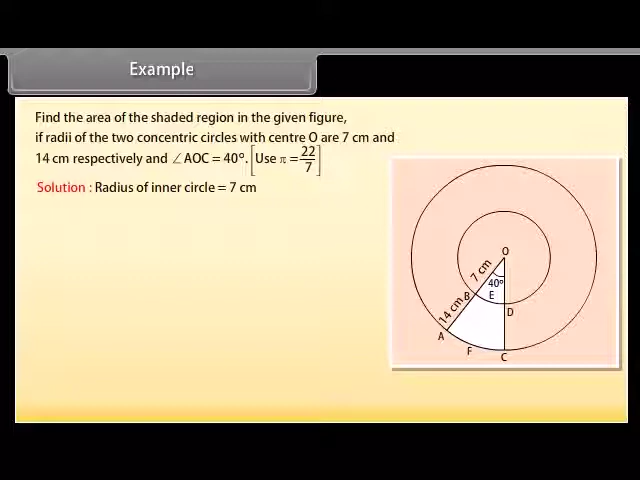 Example
Find the area of the shaded region in the given figure,
if radii of the two concentric circles with centre O are 7 cm and
14 cm respectively and ∠AOC = 40°. [Use π = 22/7]
Solution : Radius of inner circle = 7 cm
O
7 cm
40°
B
E
14 cm
D
A
F
C